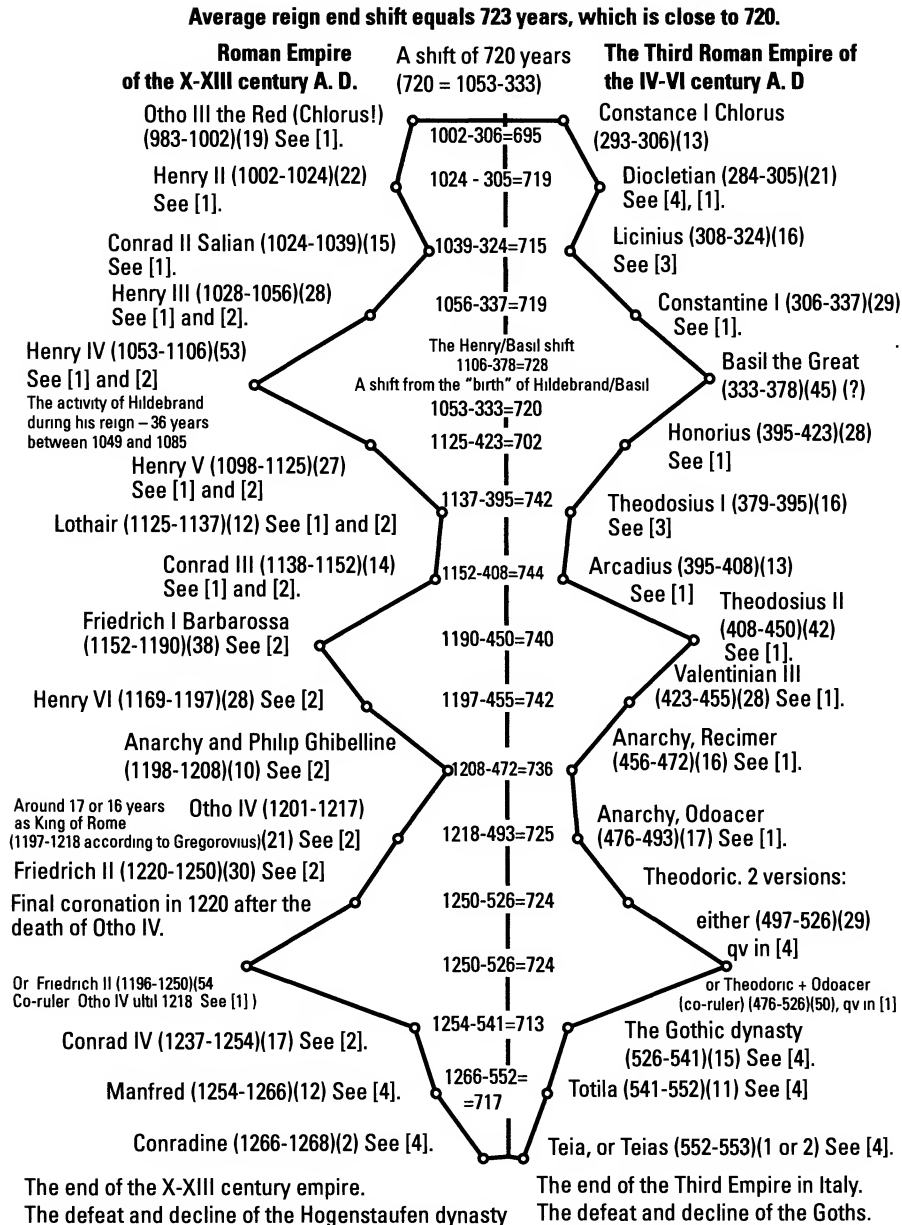 Average reign end shift equals 723 years, which is close to 720.
Roman Empire
of the X-XIII century A. D.
A shift of 720 years
(720 = 1053-333)
The Third Roman Empire of
the IV-VI century A. D
Otho III the Red (Chlorus!)
(983-1002)(19) See [1].
1002-306=695
Constance I Chlorus
(293-306)(13)
Henry II (1002-1024)(22)
See [1].
1024 - 305=719
Diocletian (284-305)(21)
See [4], [1].
Conrad II Salian (1024-1039)(15)
See [1].
1039-324=715
Licinius (308-324)(16)
See [3]
Henry III (1028-1056)(28)
See [1] and [2].
1056-337=719
Constantine I (306-337)(29)
See [1].
Henry IV (1053-1106)(53)
See [1] and [2]
The activity of Hildebrand
during his reign – 36 years
between 1049 and 1085
The Henry/Basil shift
1106-378=728
A shift from the "birth" of Hildebrand/Basil
1053-333=720
Basil the Great
(333-378)(45) (?)
Henry V (1098-1125)(27)
See [1] and [2]
1125-423=702
Honorius (395-423)(28)
See [1]
Lothair (1125-1137)(12) See [1] and [2]
1137-395=742
Theodosius I (379-395)(16)
See [3]
Conrad III (1138-1152)(14)
See [1] and [2].
1152-408=744
Arcadius (395-408)(13)
See [1]
Friedrich I Barbarossa
(1152-1190)(38) See [2]
1190-450=740
Theodosius II
(408-450)(42)
See [1].
Henry VI (1169-1197)(28) See [2]
1197-455=742
Valentinian III
(423-455)(28) See [1].
Anarchy and Philip Ghibelline
(1198-1208)(10) See [2]
1208-472=736
Anarchy, Recimer
(456-472)(16) See [1].
Around 17 or 16 years
as King of Rome
Otho IV (1201-1217)
(1197-1218 according to Gregorovius)(21) See [2]
1218-493=725
Anarchy, Odoacer
(476-493)(17) See [1].
Friedrich II (1220-1250)(30) See [2]
Final coronation in 1220 after the
death of Otho IV.
1250-526=724
Theodoric. 2 versions:
either (497-526)(29)
qv in [4]
Or Friedrich II (1196-1250)(54
Co-ruler Otho IV ultil 1218 See [1] )
1250-526=724
or Theodoric + Odoacer
(co-ruler) (476-526)(50), qv in [1]
Conrad IV (1237-1254)(17) See [2].
1254-541=713
The Gothic dynasty
(526-541)(15) See [4].
Manfred (1254-1266)(12) See [4].
1266-552=
=717
Totila (541-552)(11) See [4]
Conradine (1266-1268)(2) See [4].
Teia, or Teias (552-553)(1 or 2) See [4].
The end of the X-XIII century empire.
The defeat and decline of the Hogenstaufen dynasty
The end of the Third Empire in Italy.
The defeat and decline of the Goths.